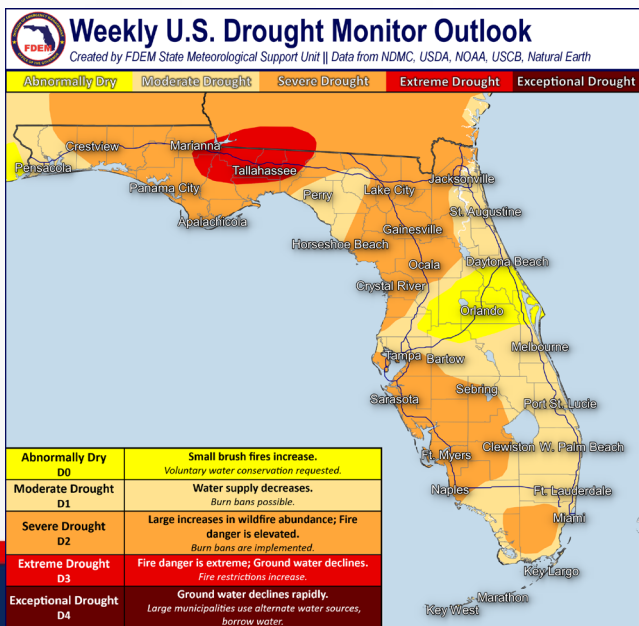 FDEM
Weekly U.S. Drought Monitor Outlook
Created by FDEM State Meteorological Support Unit || Data from NDMC, USDA, NOAA, USCB, Natural Earth
Abnormally Dry Moderate Drought Severe Drought Extreme Drought Exceptional Drought
Crestview
Marianna
Pensacola
Tallahassee
Panama City
Apalachicola
Perry
Lake City
Jacksonville
St. Augustine
Gainesville
Horseshoe Beach
Ocala
Daytona Beach
Crystal River
Orlando
Melbourne
Tampa
Bartow
Sebring
Sarasota
Port St. Lucie
Clewiston
W. Palm Beach
Ft. Myers
Naples
Ft. Lauderdale
Miami
Key Largo
Marathon
Key West
Abnormally Dry
D0
Small brush fires increase.
Voluntary water conservation requested.
Moderate Drought
D1
Water supply decreases.
Burn bans possible.
Severe Drought
D2
Large increases in wildfire abundance; Fire
danger is elevated.
Burn bans are implemented.
Extreme Drought
D3
Fire danger is extreme; Ground water declines.
Fire restrictions increase.
Exceptional Drought
D4
Ground water declines rapidly.
Large municipalities use alternate water sources,
borrow water.